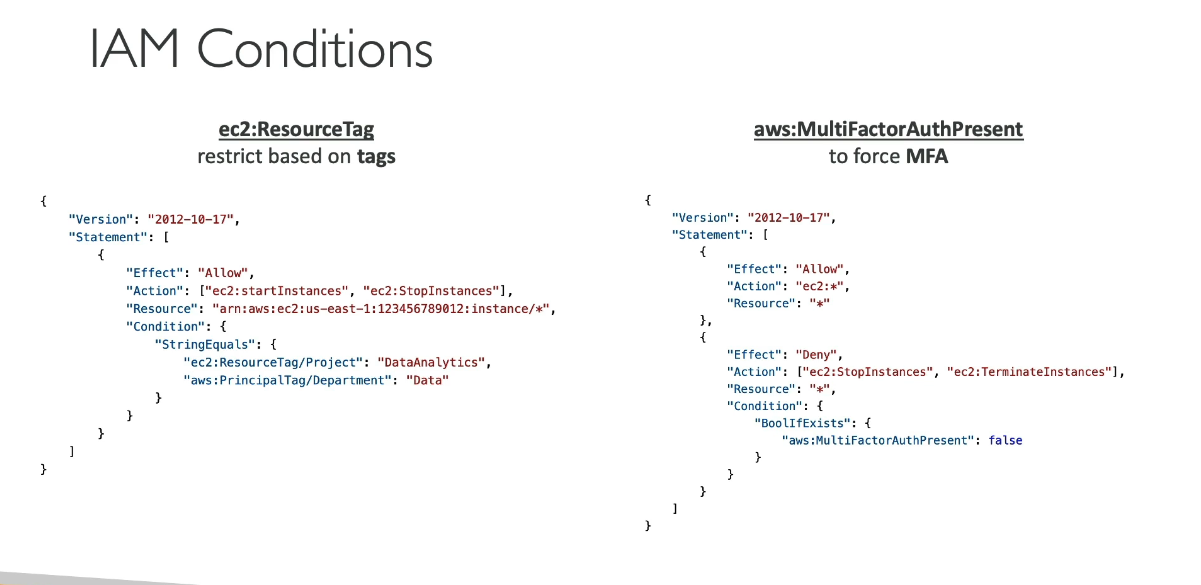 IAM Conditions
ec2:ResourceTag
restrict based on tags
{
    "Version": "2012-10-17",
    "Statement": [
        {
            "Effect": "Allow",
            "Action": ["ec2:startInstances", "ec2:StopInstances"],
            "Resource": "arn:aws:ec2:us-east-1:123456789012:instance/*",
            "Condition": {
                "StringEquals": {
                    "ec2:ResourceTag/Project": "DataAnalytics",
                    "aws:PrincipalTag/Department": "Data"
                }
            }
        }
    ]
}
aws:MultiFactorAuthPresent
to force MFA
{
    "Version": "2012-10-17",
    "Statement": [
        {
            "Effect": "Allow",
            "Action": "ec2:*",
            "Resource": "*"
        },
        {
            "Effect": "Deny",
            "Action": ["ec2:StopInstances", "ec2:TerminateInstances"],
            "Resource": "*",
            "Condition": {
                "BoolIfExists": {
                    "aws:MultiFactorAuthPresent": false
                }
            }
        }
    ]
}